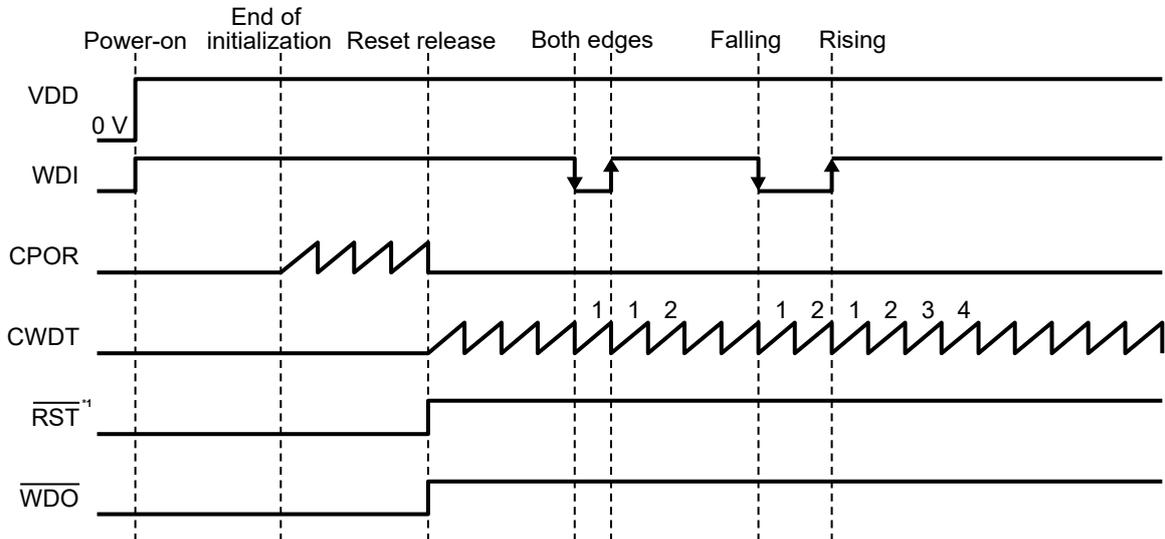 End of
Power-on initialization Reset release Both edges Falling Rising
VDD
0 V
WDI
CPOR
1 1 2 1 2 1 2 3 4
CWDT
RST *1
WDO